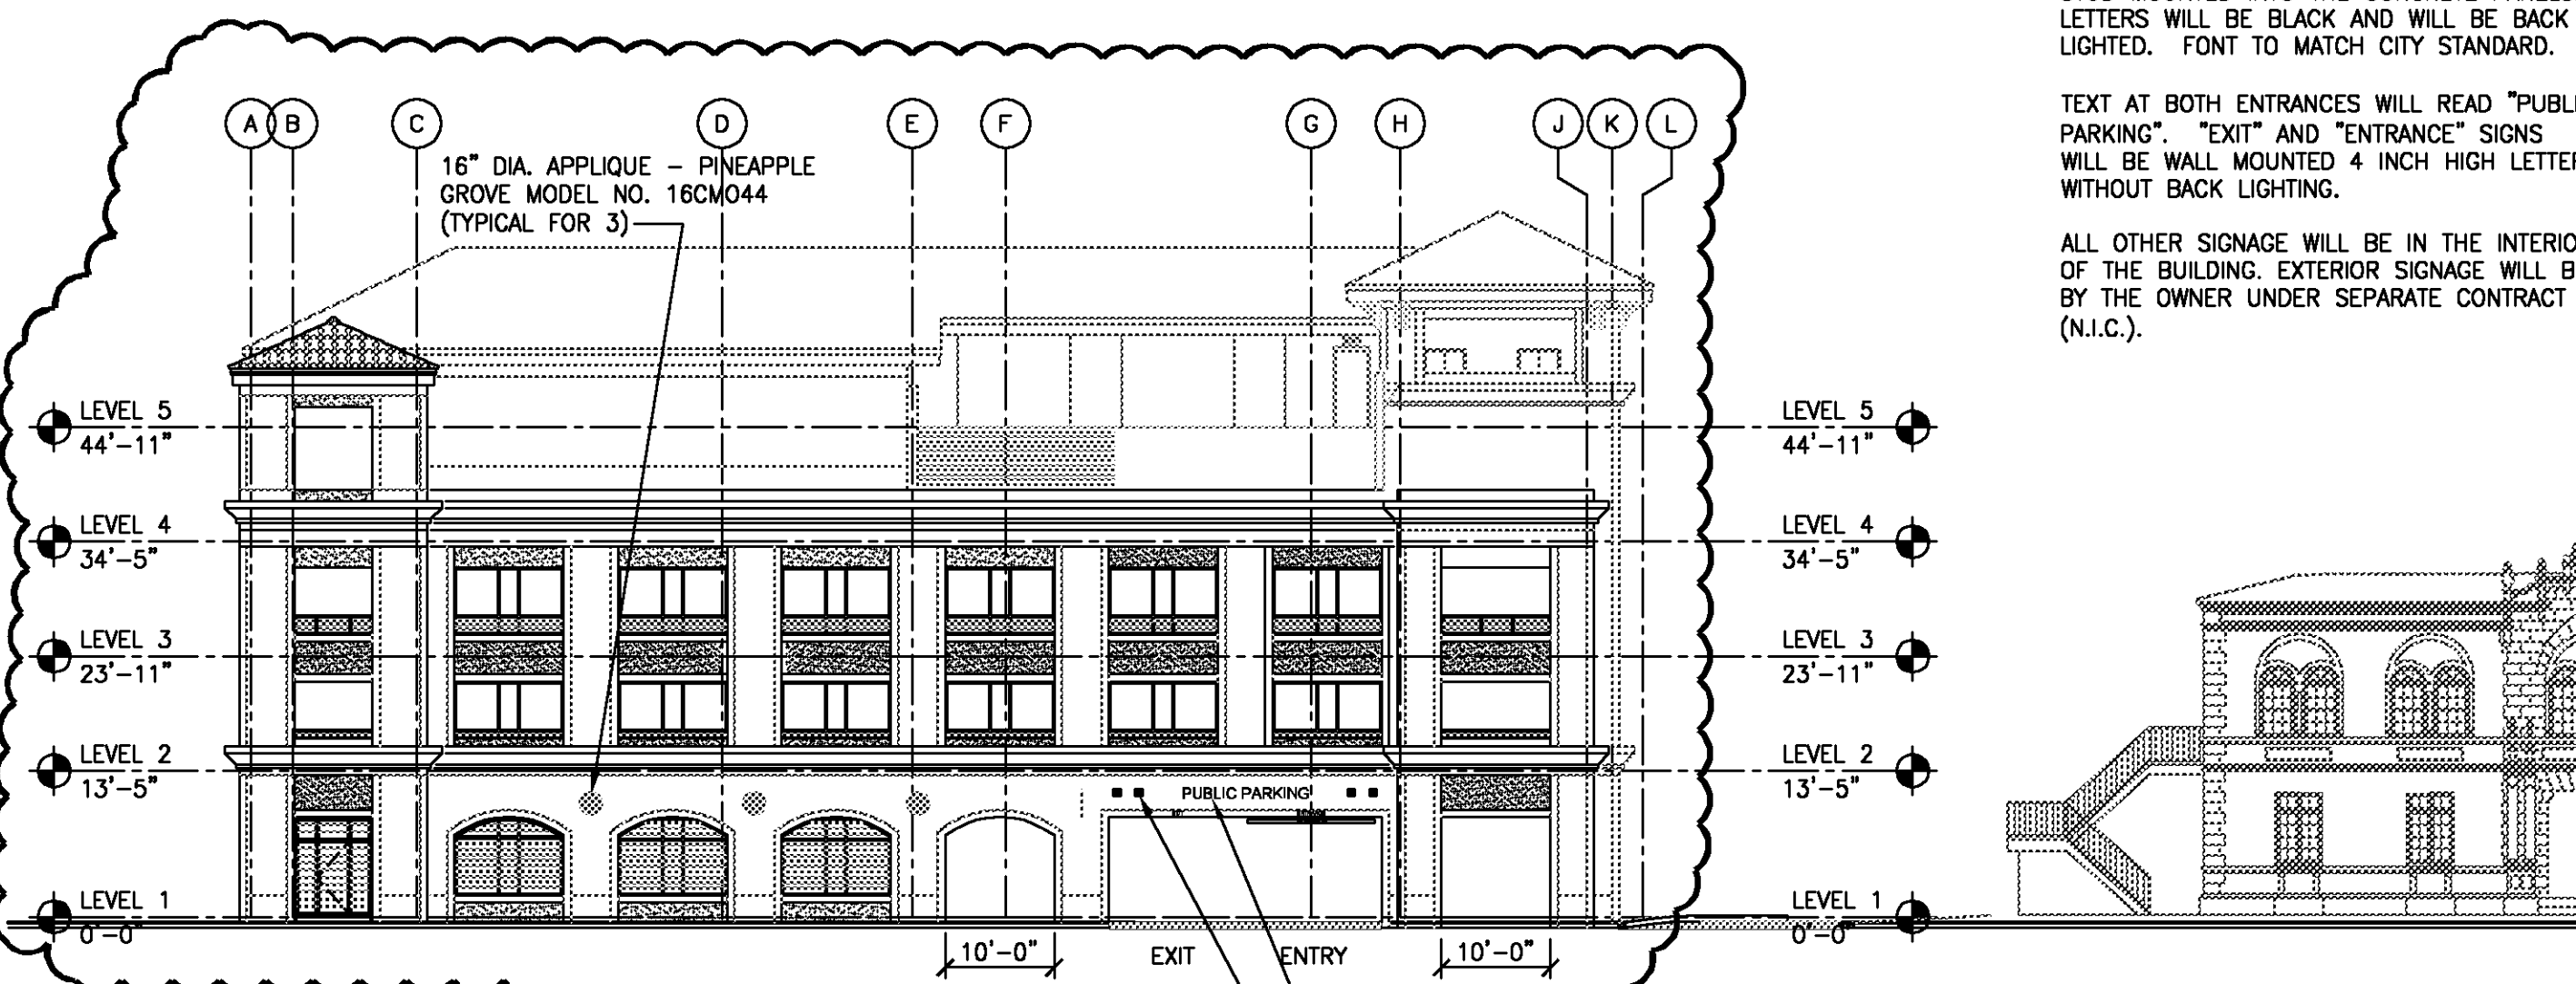 LETTERS WILL BE BLACK AND WILL BE BACK
LIGHTED. FONT TO MATCH CITY STANDARD.
TEXT AT BOTH ENTRANCES WILL READ "PUBLI
PARKING". "EXIT" AND "ENTRANCE" SIGNS
WILL BE WALL MOUNTED 4 INCH HIGH LETTER
WITHOUT BACK LIGHTING.
ALL OTHER SIGNAGE WILL BE IN THE INTERIO
OF THE BUILDING. EXTERIOR SIGNAGE WILL B
BY THE OWNER UNDER SEPARATE CONTRACT
(N.I.C.).
A B C D E F G H J K L
16" DIA. APPLIQUE - PINEAPPLE
GROVE MODEL NO. 16CM044
(TYPICAL FOR 3)
LEVEL 5
44'-11"
LEVEL 5
44'-11"
LEVEL 4
34'-5"
LEVEL 4
34'-5"
LEVEL 3
23'-11"
LEVEL 3
23'-11"
LEVEL 2
13'-5"
LEVEL 2
13'-5"
PUBLIC PARKING
LEVEL 1
0'-0"
LEVEL 1
0'-0"
10'-0"
EXIT
ENTRY
10'-0"